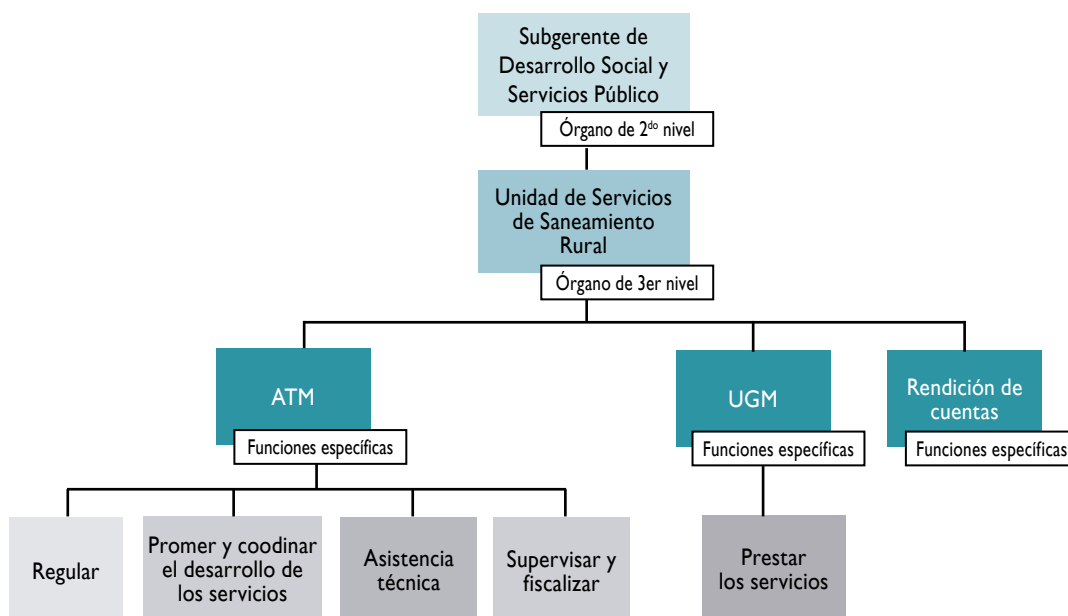 Subgerente de
Desarrollo Social y
Servicios Público
Órgano de 2do nivel
Unidad de Servicios
de Saneamiento
Rural
Órgano de 3er nivel
ATM
Funciones específicas
UGM
Funciones específicas
Rendición de
cuentas
Funciones específicas
Regular
Promer y coodinar
el desarrollo de
los servicios
Asistencia
técnica
Supervisar y
fiscalizar
Prestar
los servicios